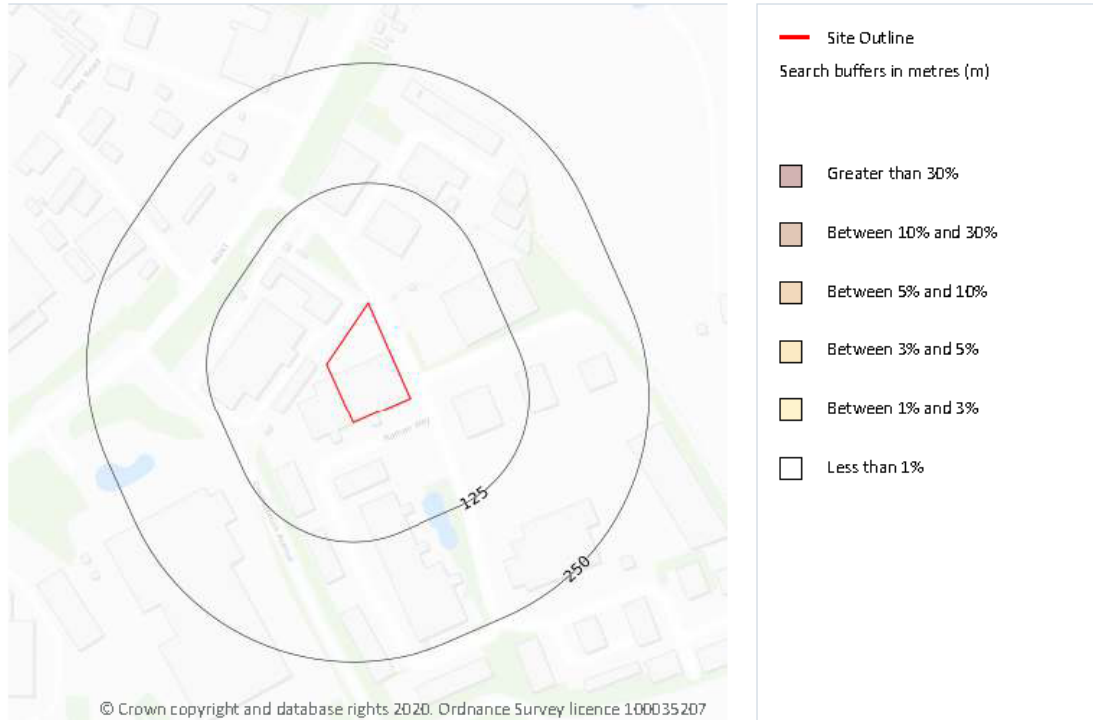 Site Outline
Search buffers in metres (m)
Greater than 30%
Between 10% and 30%
Between 5% and 10%
Between 3% and 5%
Between 1% and 3%
Less than 1%
125
250
© Crown copyright and database rights 2020. Ordnance Survey licence 100035207